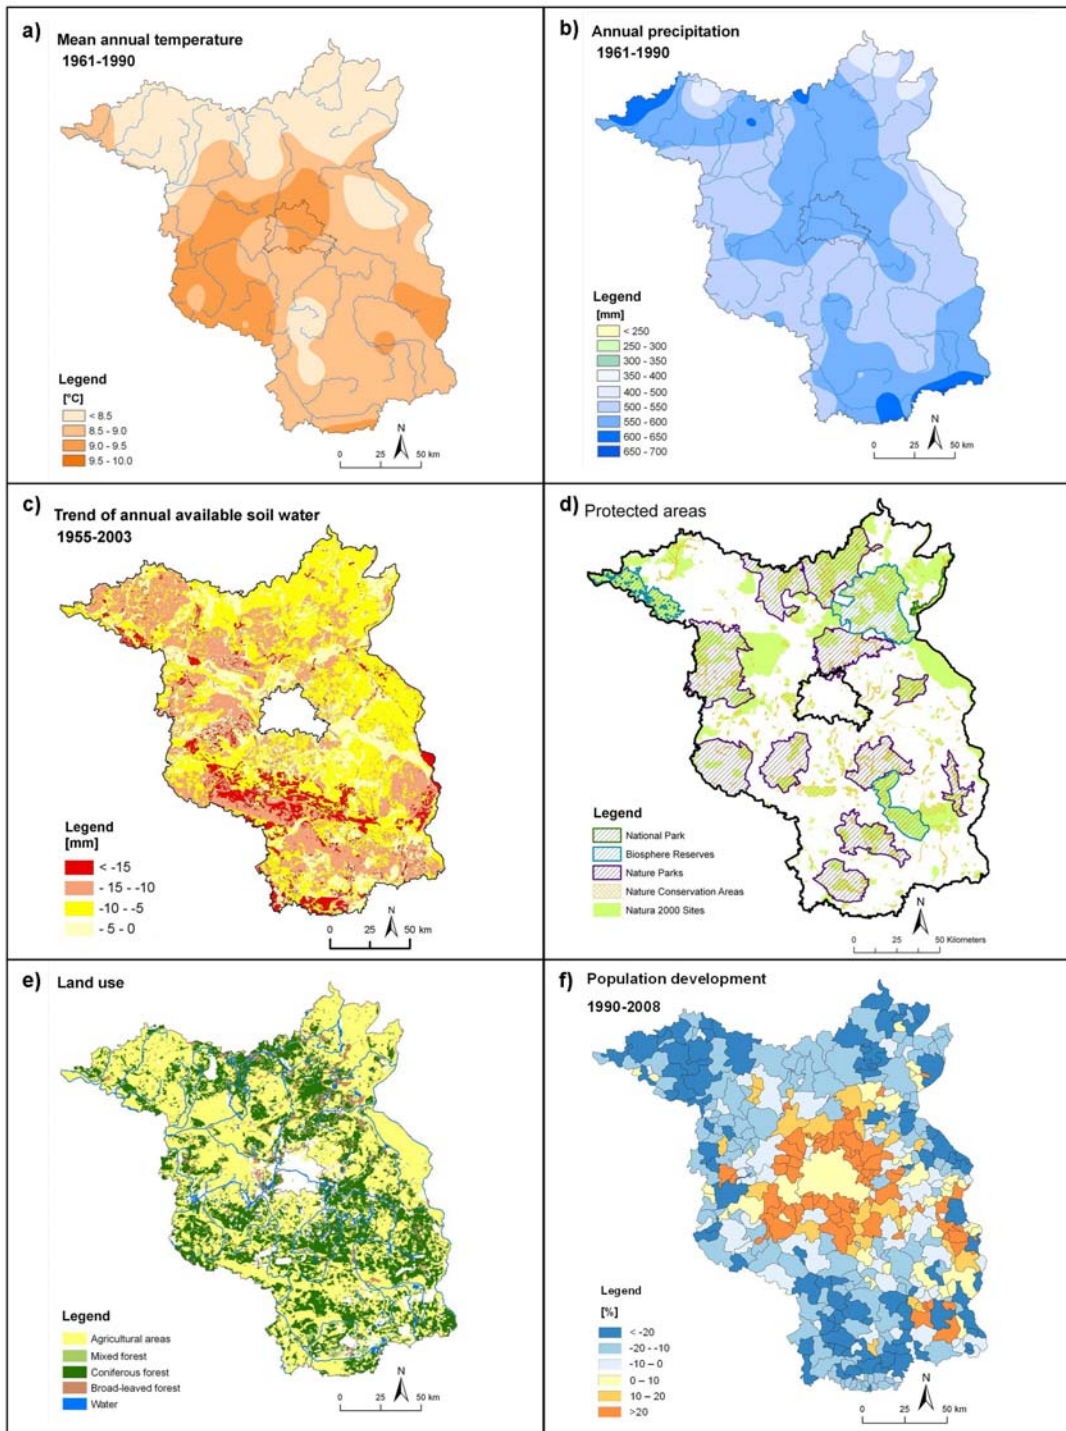 a)
Mean annual temperature
1961-1990
Legend
[°C]
< 8.5
8.5 - 9.0
9.0 - 9.5
9.5 - 10.0
N
0 25 50 km
b)
Annual precipitation
1961-1990
Legend
[mm]
< 250
250 - 300
300 - 350
350 - 400
400 - 500
500 - 550
550 - 600
600 - 650
650 - 700
N
0 25 50 km
c)
Trend of annual available soil water
1955-2003
Legend
[mm]
< -15
- 15 - -10
-10 - -5
- 5 - 0
N
0 25 50 km
d)
Protected areas
Legend
National Park
Biosphere Reserves
Nature Parks
Nature Conservation Areas
Natura 2000 Sites
N
0 25 50 Kilometers
e)
Land use
Legend
Agricultural areas
Mixed forest
Coniferous forest
Broad-leaved forest
Water
N
0 25 50 km
f)
Population development
1990-2008
Legend
[%]
< -20
-20 - -10
-10 – 0
0 – 10
10 – 20
>20
N
0 25 50 km